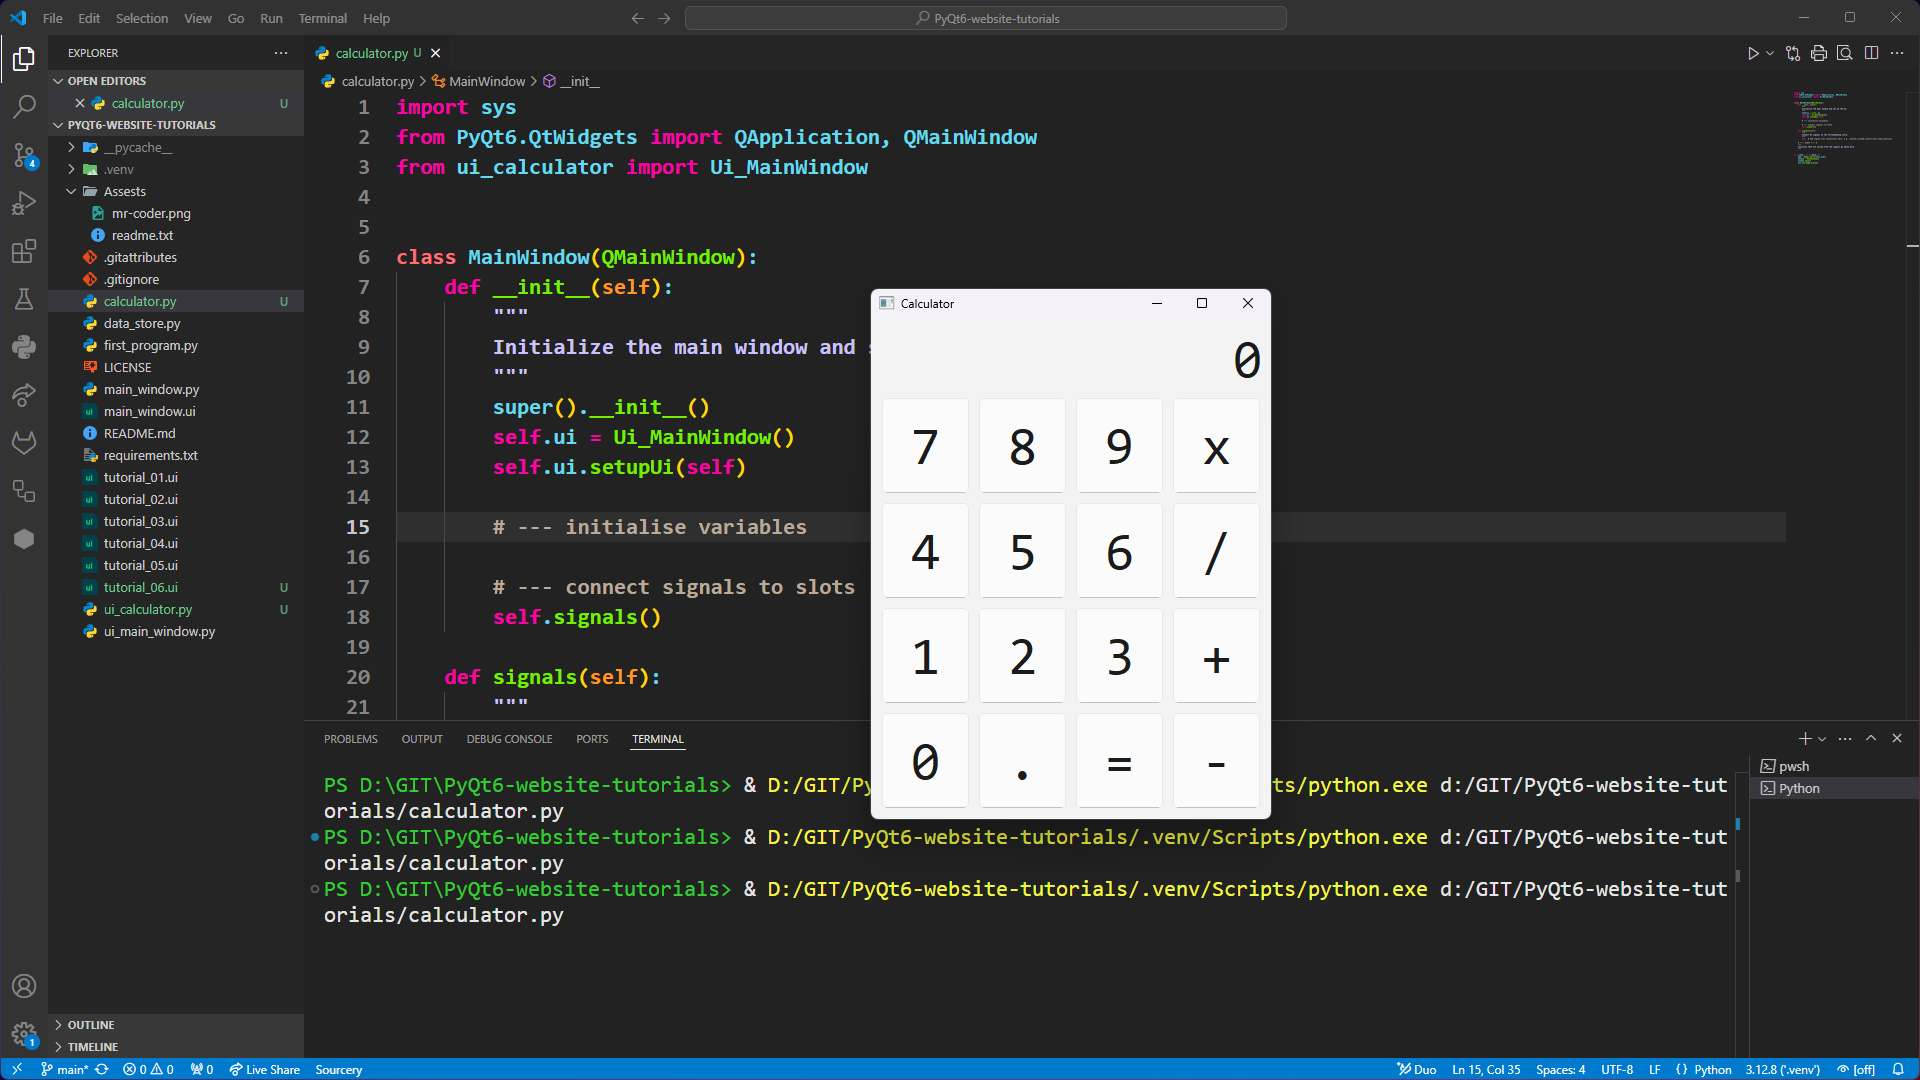 File Edit Selection View Go Run Terminal Help
PyQt6-website-tutorials
EXPLORER
OPEN EDITORS
calculator.py U
PYQT6-WEBSITE-TUTORIALS
__pycache__
.venv
Assests
mr-coder.png
readme.txt
.gitattributes
.gitignore
calculator.py U
data_store.py
first_program.py
LICENSE
main_window.py
main_window.ui
README.md
requirements.txt
tutorial_01.ui
tutorial_02.ui
tutorial_03.ui
tutorial_04.ui
tutorial_05.ui
tutorial_06.ui U
ui_calculator.py U
ui_main_window.py
OUTLINE
TIMELINE
4
1
calculator.py U
calculator.py > MainWindow > __init__
1 import sys
2 from PyQt6.QtWidgets import QApplication, QMainWindow
3 from ui_calculator import Ui_MainWindow
4
5
6 class MainWindow(QMainWindow):
7 def __init__(self):
8 """
9 Initialize the main window and
10 """
11 super().__init__()
12 self.ui = Ui_MainWindow()
13 self.ui.setupUi(self)
14
15 # --- initialise variables
16
17 # --- connect signals to slots
18 self.signals()
19
20 def signals(self):
21 """
Calculator
0
7 8 9 x
4 5 6 /
1 2 3 +
0 . = -
PROBLEMS OUTPUT DEBUG CONSOLE PORTS TERMINAL
PS D:\GIT\PyQt6-website-tutorials> & D:/GIT/Py ts/python.exe d:/GIT/PyQt6-website-tut
orials/calculator.py
PS D:\GIT\PyQt6-website-tutorials> & D:/GIT/PyQt6-website-tutorials/.venv/Scripts/python.exe d:/GIT/PyQt6-website-tut
orials/calculator.py
PS D:\GIT\PyQt6-website-tutorials> & D:/GIT/PyQt6-website-tutorials/.venv/Scripts/python.exe d:/GIT/PyQt6-website-tut
orials/calculator.py
pwsh
Python
main* 0 0 0 Live Share Sourcery Duo Ln 15, Col 35 Spaces: 4 UTF-8 LF {} Python 3.12.8 ('.venv') [off]